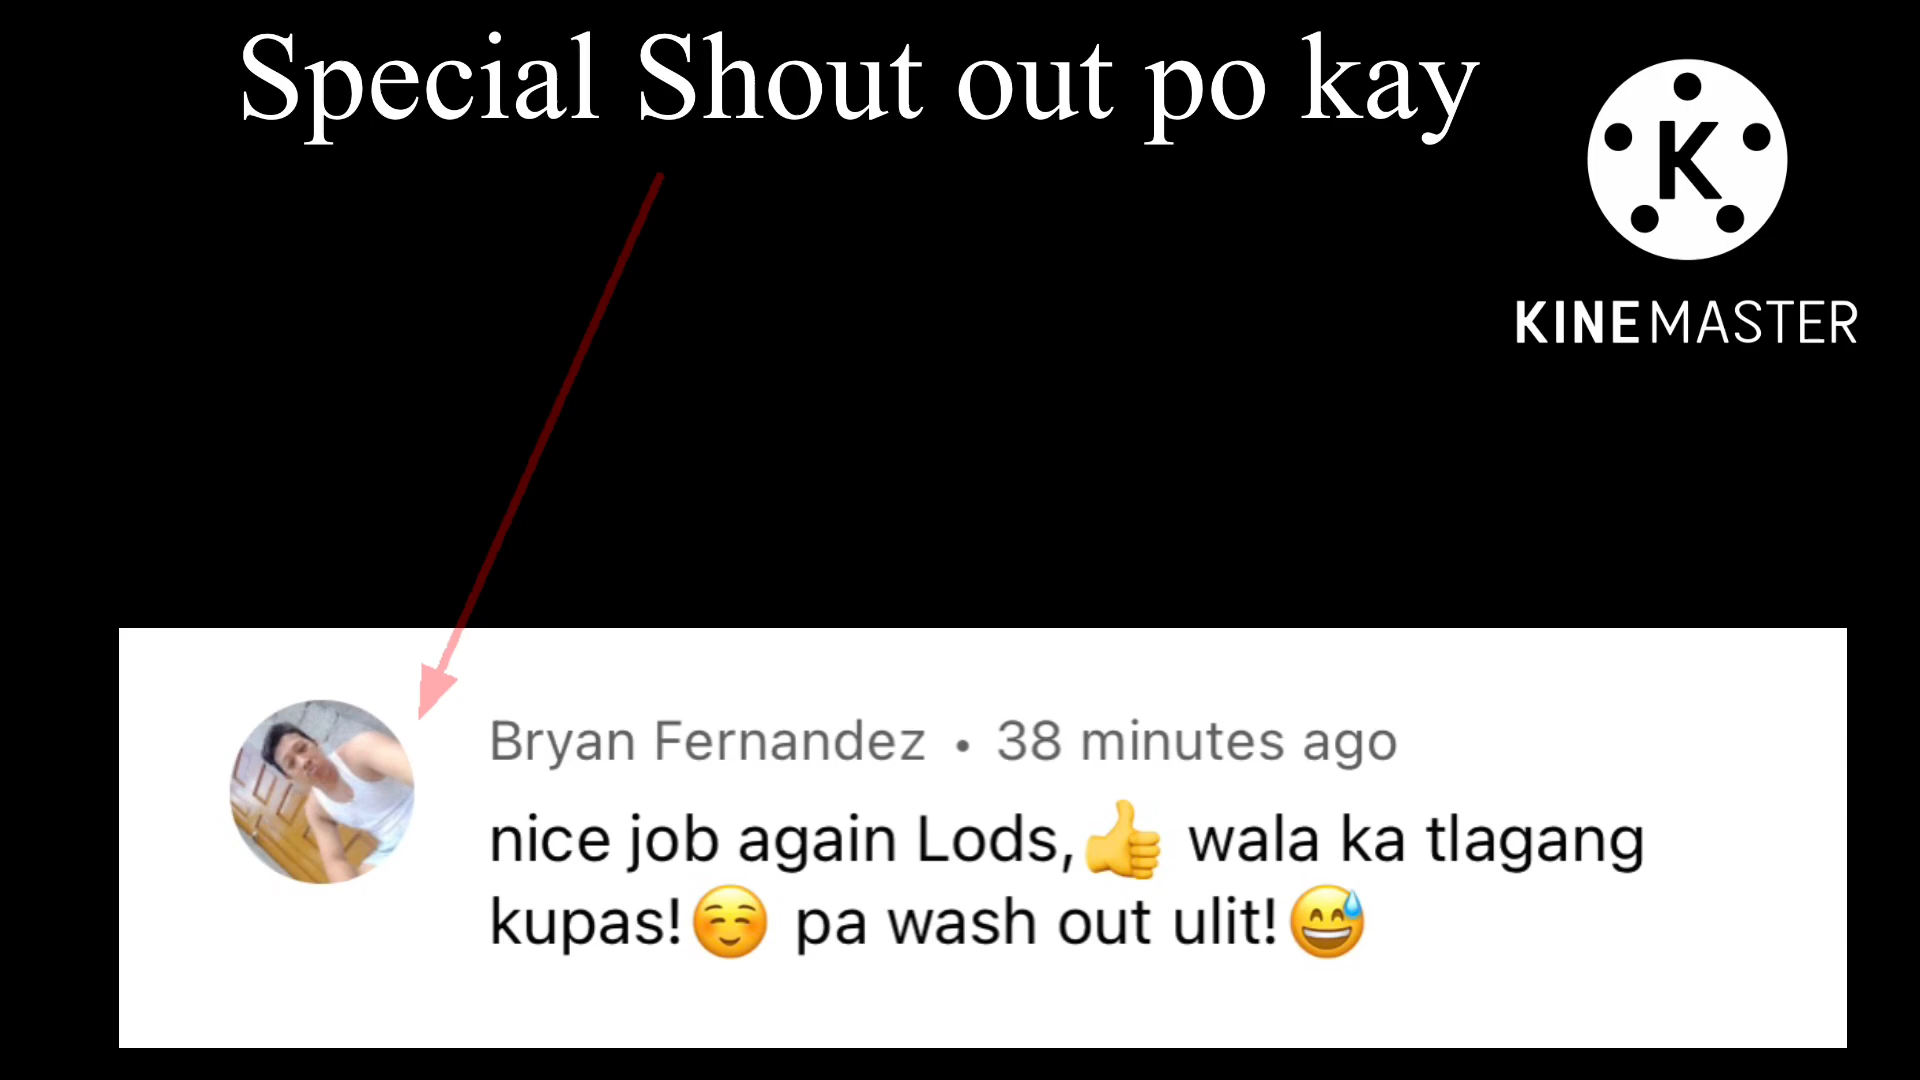 Special Shout out po kay
K
KINEMASTER
Bryan Fernandez • 38 minutes ago
nice job again Lods,👍 wala ka tlagang
kupas!☺️ pa wash out ulit!😅